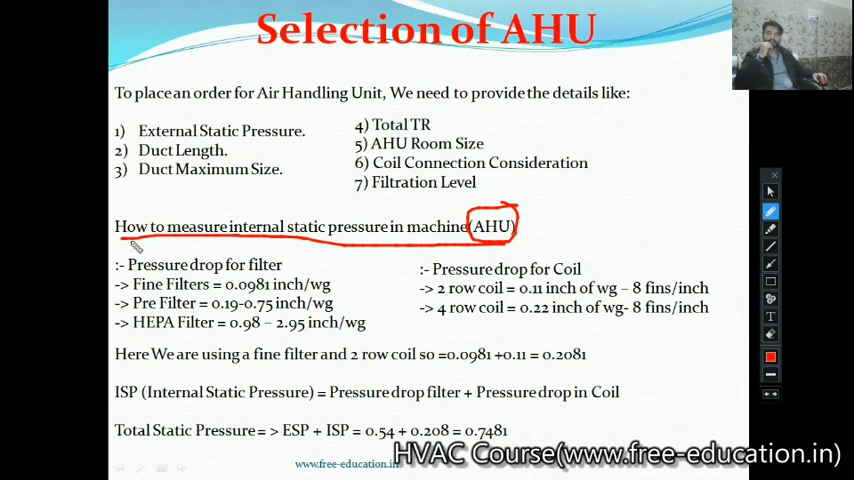 Selection of AHU
To place an order for Air Handling Unit, We need to provide the details like:
1) External Static Pressure.
2) Duct Length.
3) Duct Maximum Size.
4) Total TR
5) AHU Room Size
6) Coil Connection Consideration
7) Filtration Level
How to measure internal static pressure in machine(AHU)
:- Pressure drop for filter
-> Fine Filters = 0.0981 inch/wg
-> Pre Filter = 0.19-0.75 inch/wg
-> HEPA Filter = 0.98 – 2.95 inch/wg
:- Pressure drop for Coil
-> 2 row coil = 0.11 inch of wg – 8 fins/inch
-> 4 row coil = 0.22 inch of wg- 8 fins/inch
Here We are using a fine filter and 2 row coil so =0.0981 +0.11 = 0.2081
ISP (Internal Static Pressure) = Pressure drop filter + Pressure drop in Coil
Total Static Pressure = > ESP + ISP = 0.54 + 0.208 = 0.7481
HVAC Course(www.free-education.in)
www.free-education.in